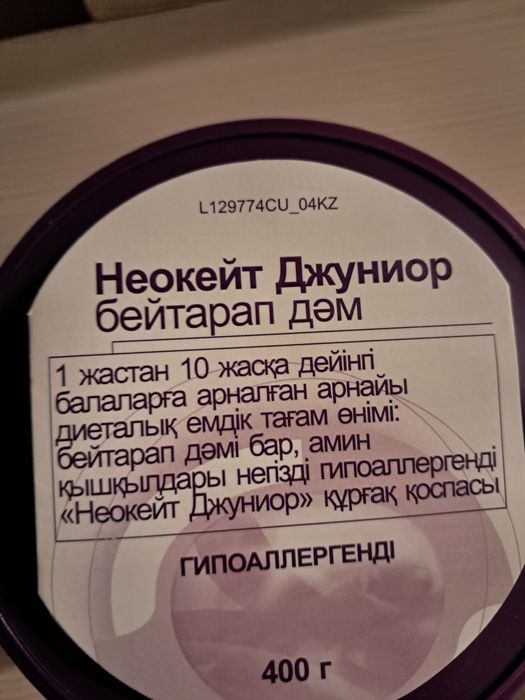 L129774CU_04KZ
Неокейт Джуниор
бейтарап дәм
1 жастан 10 жасқа дейінгі
балаларға арналған арнайы
диеталық емдік тағам өнімі:
бейтарап дәмі бар, амин
қышқылдары негізді гипоаллергенді
«Неокейт Джуниор» құрғақ қоспасы
ГИПОАЛЛЕРГЕНДІ
400 г